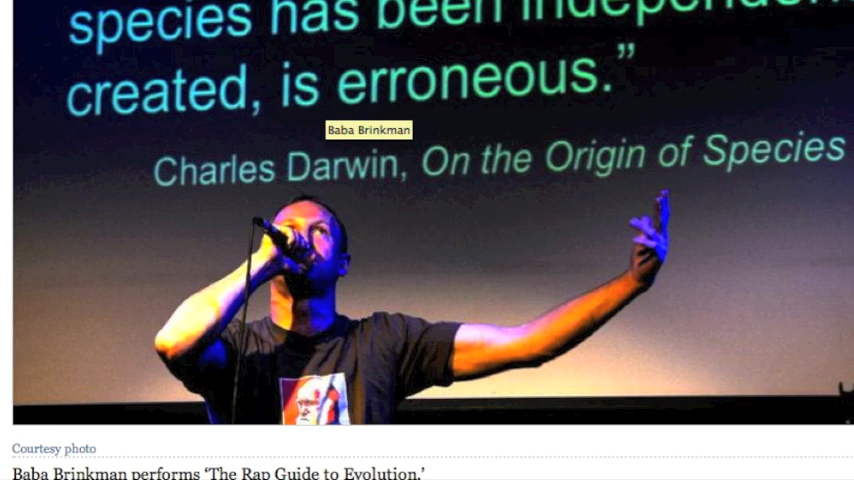 species has been
created, is erroneous.”
Baba Brinkman
Charles Darwin, On the Origin of Species
Courtesy photo
Baba Brinkman performs ‘The Rap Guide to Evolution.’